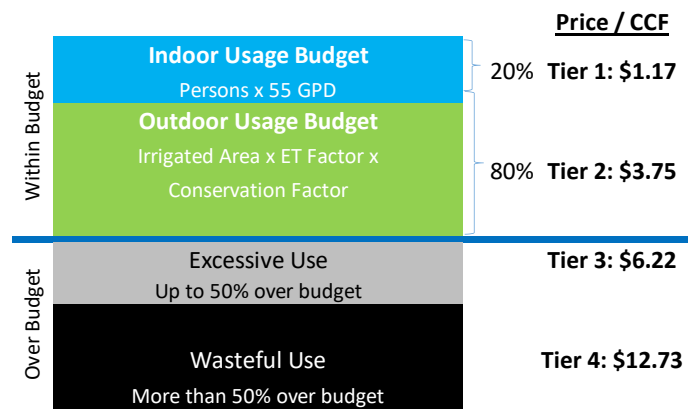 Price / CCF
Indoor Usage Budget
Persons x 55 GPD
20% Tier 1: $1.17
Within Budget
Outdoor Usage Budget
Irrigated Area x ET Factor x
Conservation Factor
80% Tier 2: $3.75
Over Budget
Excessive Use
Up to 50% over budget
Tier 3: $6.22
Wasteful Use
More than 50% over budget
Tier 4: $12.73